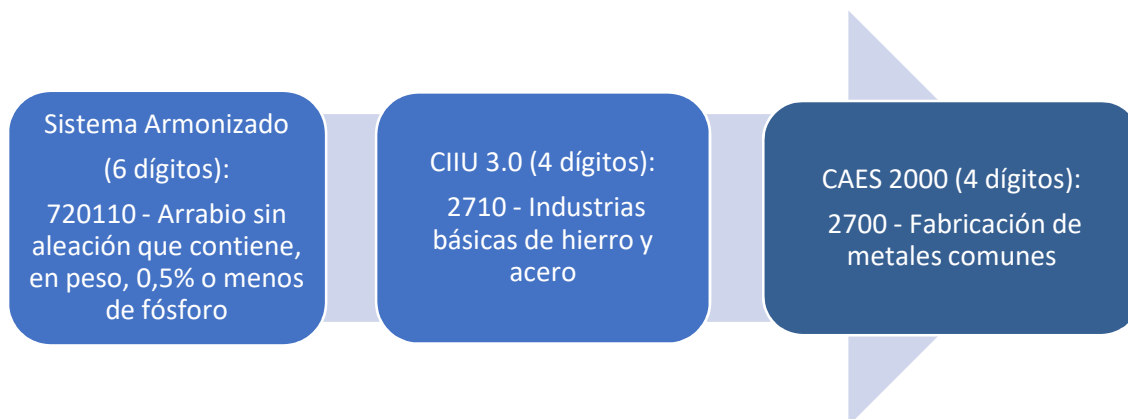 Sistema Armonizado
(6 dígitos):
720110 - Arrabio sin
aleación que contiene,
en peso, 0,5% o menos
de fósforo
CIIU 3.0 (4 dígitos):
2710 - Industrias
básicas de hierro y
acero
CAES 2000 (4 dígitos):
2700 - Fabricación de
metales comunes